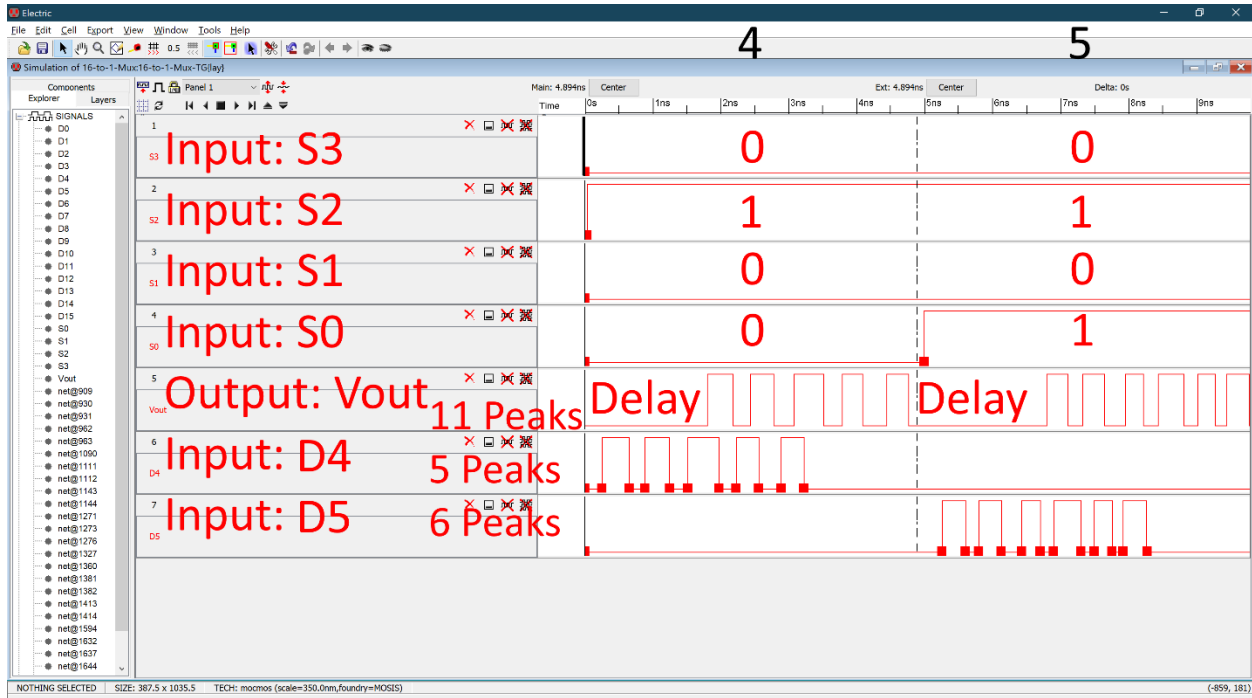 Electric
File Edit Cell Export View Window Tools Help
0.5
4 5
Simulation of 16-to-1-Mux:16-to-1-Mux-TG{lay}
Components
Explorer Layers
SIGNALS
D0
D1
D2
D3
D4
D5
D6
D7
D8
D9
D10
D11
D12
D13
D14
D15
S0
S1
S2
S3
Vout
net@909
net@930
net@931
net@962
net@963
net@1090
net@1111
net@1112
net@1143
net@1144
net@1271
net@1273
net@1276
net@1327
net@1360
net@1381
net@1382
net@1413
net@1414
net@1594
net@1632
net@1637
net@1644
Panel 1 Main: 4.894ns Center Ext: 4.894ns Center Delta: 0s
Time 0s 1ns 2ns 3ns 4ns 5ns 6ns 7ns 8ns 9ns
1
S3 Input: S3 0 0
2
S2 Input: S2 1 1
3
S1 Input: S1 0 0
4
S0 Input: S0 0 1
5
Vout Output: Vout 11 Peaks Delay Delay
6
D4 Input: D4 5 Peaks
7
D5 Input: D5 6 Peaks
NOTHING SELECTED SIZE: 387.5 x 1035.5 TECH: mocmos (scale=350.0nm,foundry=MOSIS) (-859, 181)